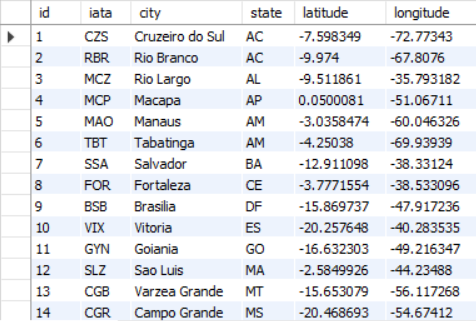 id iata city state latitude longitude
1 CZS Cruzeiro do Sul AC -7.598349 -72.77343
2 RBR Rio Branco AC -9.974 -67.8076
3 MCZ Rio Largo AL -9.511861 -35.793182
4 MCP Macapa AP 0.0500081 -51.06711
5 MAO Manaus AM -3.0358474 -60.046326
6 TBT Tabatinga AM -4.25038 -69.93939
7 SSA Salvador BA -12.911098 -38.33124
8 FOR Fortaleza CE -3.7771554 -38.533096
9 BSB Brasilia DF -15.869737 -47.917236
10 VIX Vitoria ES -20.257648 -40.283535
11 GYN Goiania GO -16.632303 -49.216347
12 SLZ Sao Luis MA -2.5849926 -44.23488
13 CGB Varzea Grande MT -15.653079 -56.117268
14 CGR Campo Grande MS -20.468693 -54.67412